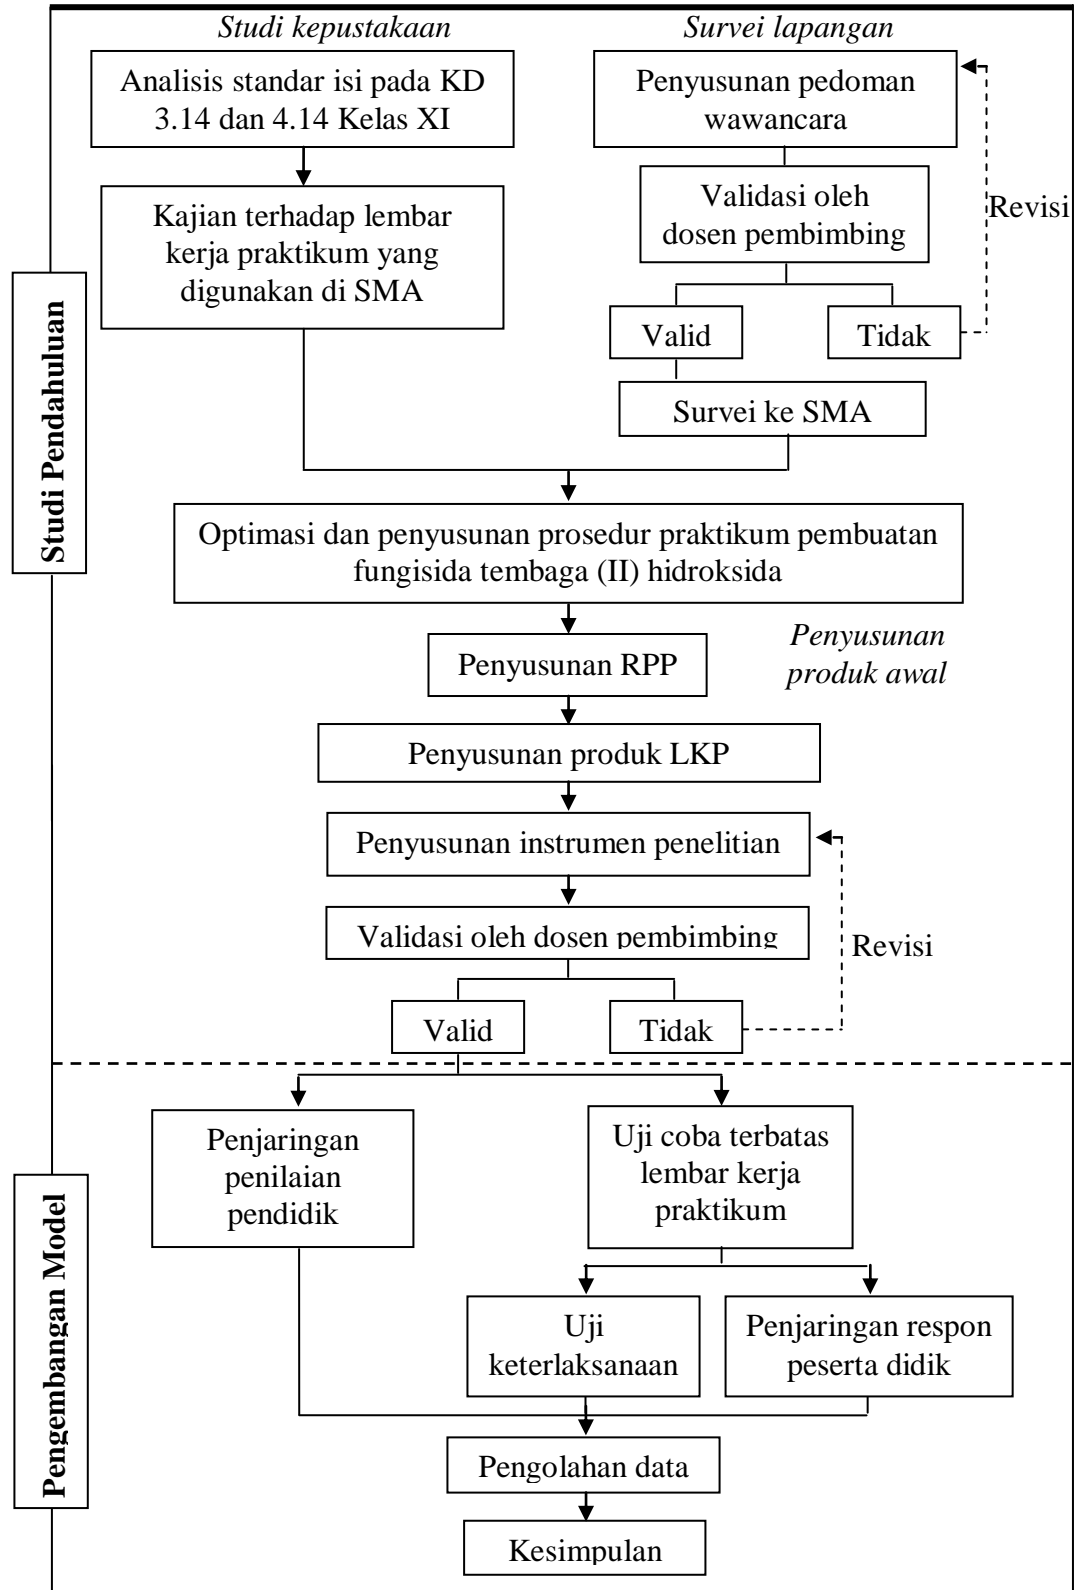 Studi kepustakaan
Survei lapangan
Analisis standar isi pada KD
3.14 dan 4.14 Kelas XI
Penyusunan pedoman
wawancara
Kajian terhadap lembar
kerja praktikum yang
digunakan di SMA
Validasi oleh
dosen pembimbing
Revisi
Valid
Tidak
Survei ke SMA
Studi Pendahuluan
Optimasi dan penyusunan prosedur praktikum pembuatan
fungisida tembaga (II) hidroksida
Penyusunan
produk awal
Penyusunan RPP
Penyusunan produk LKP
Penyusunan instrumen penelitian
Validasi oleh dosen pembimbing
Revisi
Valid
Tidak
Pengembangan Model
Penjaringan
penilaian
pendidik
Uji coba terbatas
lembar kerja
praktikum
Uji
keterlaksanaan
Penjaringan respon
peserta didik
Pengolahan data
Kesimpulan